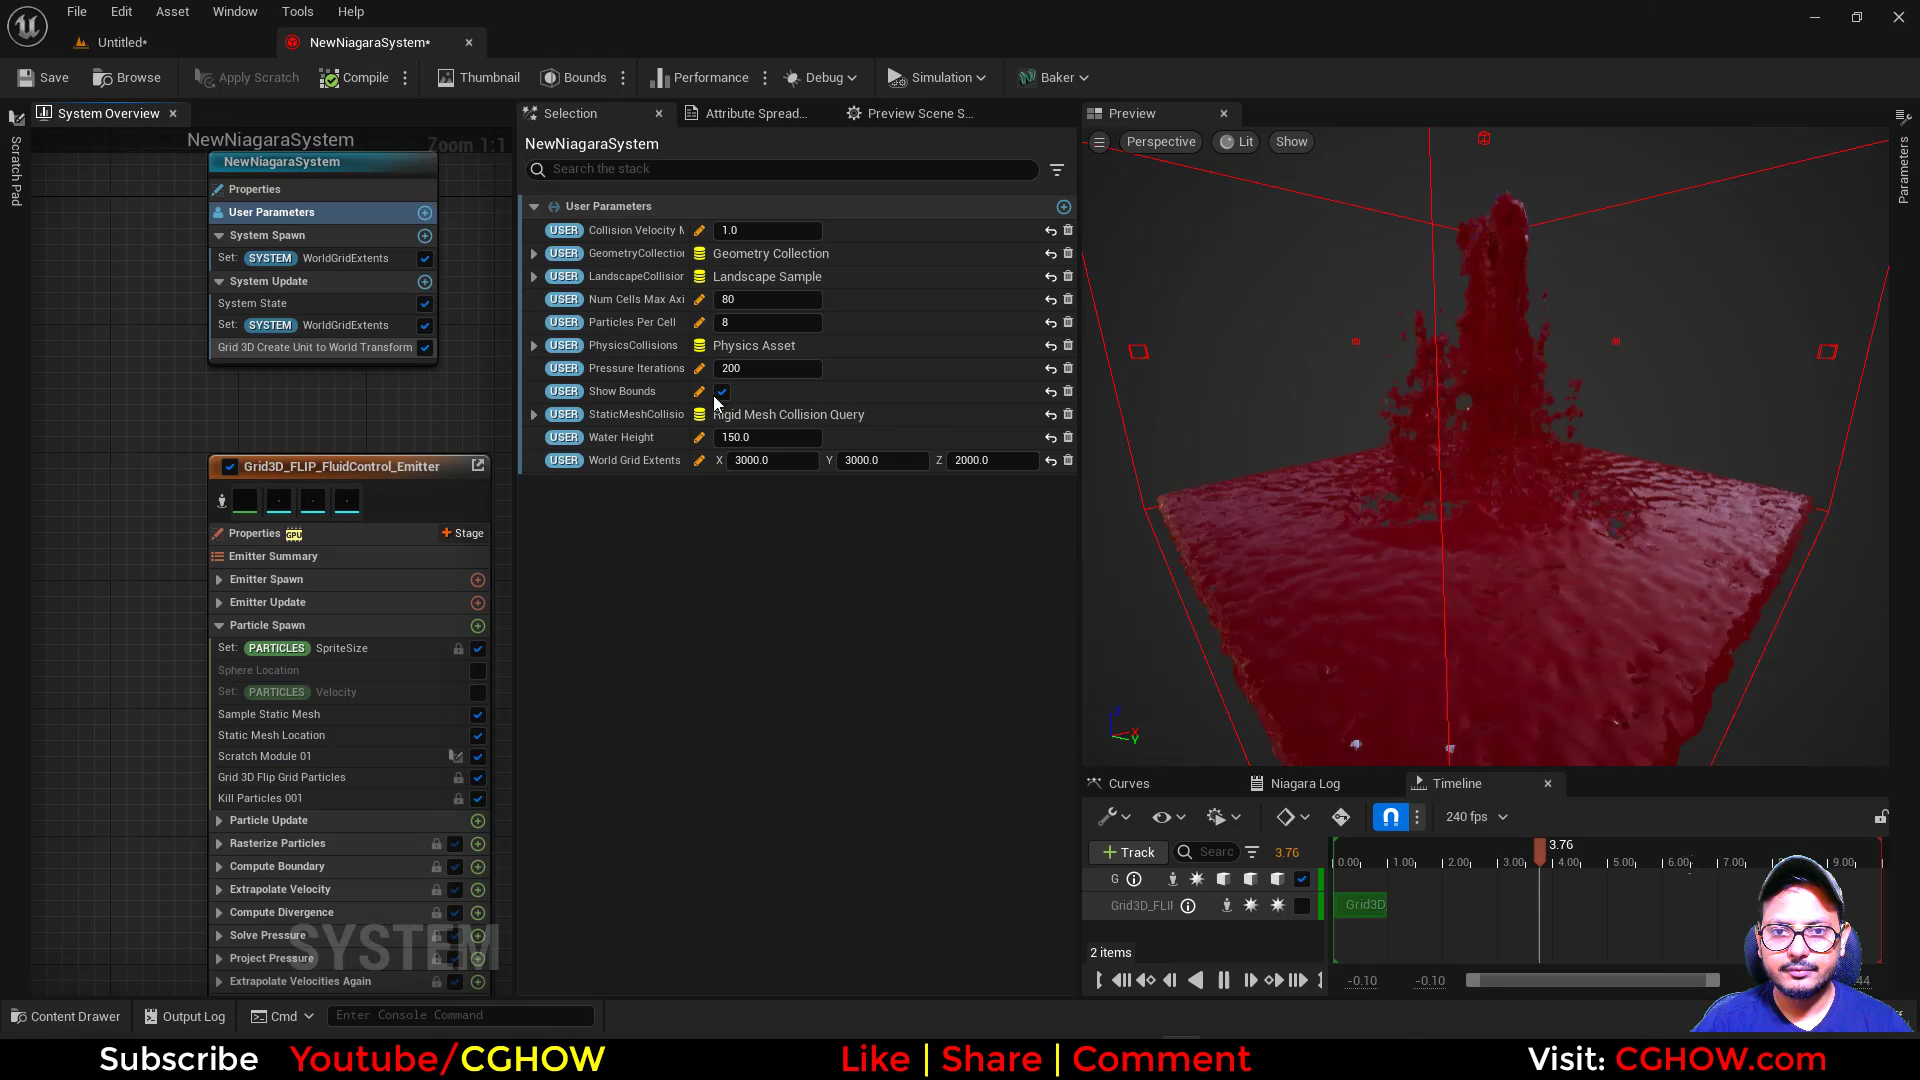 File Edit Asset Window Tools Help
Untitled*
NewNiagaraSystem*
Save Browse Apply Scratch Compile Thumbnail Bounds Performance Debug Simulation Baker
System Overview
Selection
Attribute Spread...
Preview Scene S...
Preview
Scratch Pad
Parameters
NewNiagaraSystem
Zoom 1:1
NewNiagaraSystem
Properties
User Parameters
System Spawn
Set: SYSTEM WorldGridExtents
System Update
System State
Set: SYSTEM WorldGridExtents
Grid 3D Create Unit to World Transform
Grid3D_FLIP_FluidControl_Emitter
Properties GPU Stage
Emitter Summary
Emitter Spawn
Emitter Update
Particle Spawn
Set: PARTICLES SpriteSize
Sphere Location
Set: PARTICLES Velocity
Sample Static Mesh
Static Mesh Location
Scratch Module 01
Grid 3D Flip Grid Particles
Kill Particles 001
Particle Update
Rasterize Particles
Compute Boundary
Extrapolate Velocity
Compute Divergence
Solve Pressure
Project Pressure
Extrapolate Velocities Again
SYSTEM
NewNiagaraSystem
Search the stack
User Parameters
USER Collision Velocity M 1.0
USER GeometryCollection Geometry Collection
USER LandscapeCollision Landscape Sample
USER Num Cells Max Axi 80
USER Particles Per Cell 8
USER PhysicsCollisions Physics Asset
USER Pressure Iterations 200
USER Show Bounds
USER StaticMeshCollisio Rigid Mesh Collision Query
USER Water Height 150.0
USER World Grid Extents X 3000.0 Y 3000.0 Z 2000.0
Perspective Lit Show
Z X Y
Curves
Niagara Log
Timeline
240 fps
Track
Searc
3.76
3.76
0.00 1.00 2.00 3.00 4.00 5.00 6.00 7.00 9.00
G
Grid3D_FLIP
Grid3D
2 items
-0.10 -0.10
Content Drawer Output Log Cmd Enter Console Command
Subscribe Youtube/CGHOW Like | Share | Comment Visit: CGHOW.com